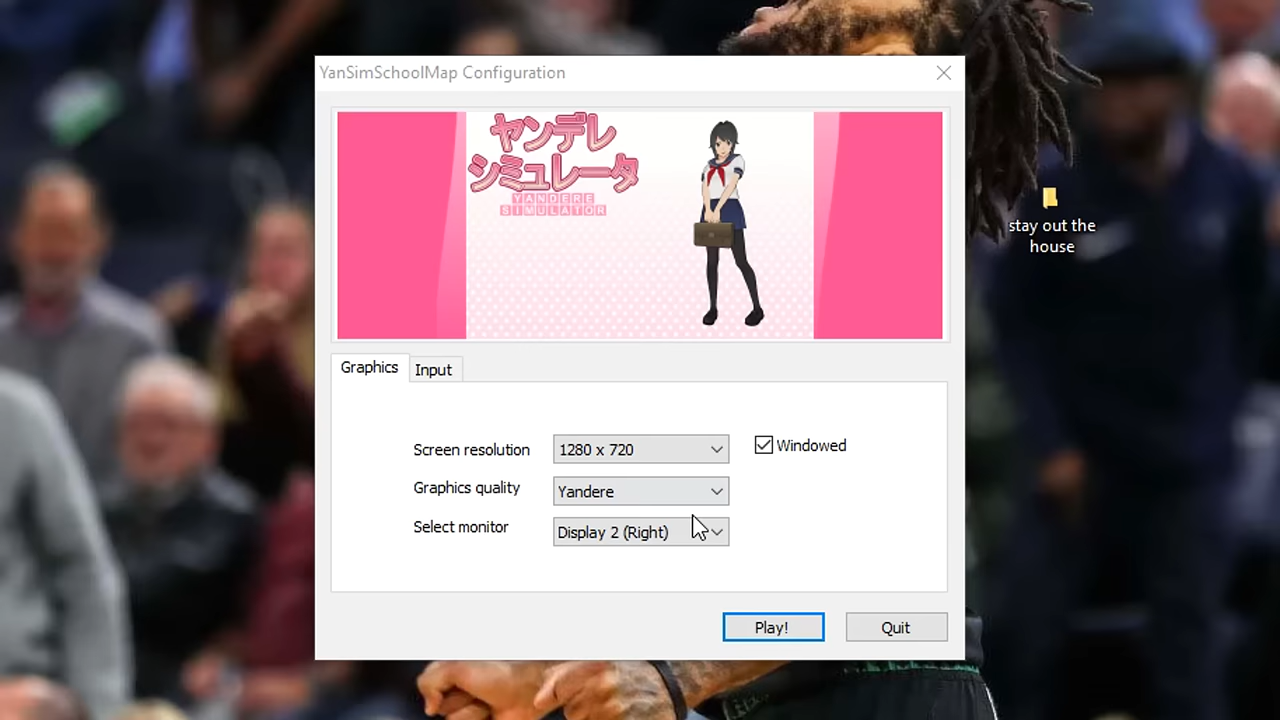 YanSimSchoolMap Configuration
ヤンデレ
シミュレータ
YANDERE
SIMULATOR
stay out the
house
Graphics
Input
Screen resolution
1280 x 720
Windowed
Graphics quality
Yandere
Select monitor
Display 2 (Right)
Play!
Quit